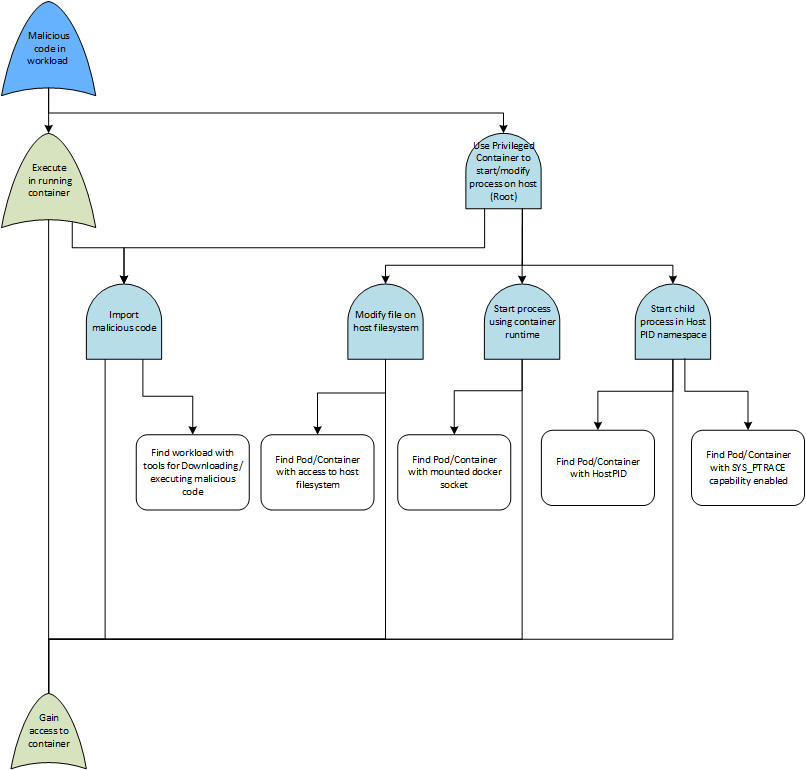 Malicious
code in
workload
Execute
in running
container
Use Privileged
Container to
start/modify
process on host
(Root)
Import
malicious code
Modify file on
host filesystem
Start process
using container
runtime
Start child
process in Host
PID namespace
Find workload with
tools for Downloading/
executing malicious
code
Find Pod/Container
with access to host
filesystem
Find Pod/Container
with mounted docker
socket
Find Pod/Container
with HostPID
Find Pod/Container
with SYS_PTRACE
capability enabled
Gain
access to
container